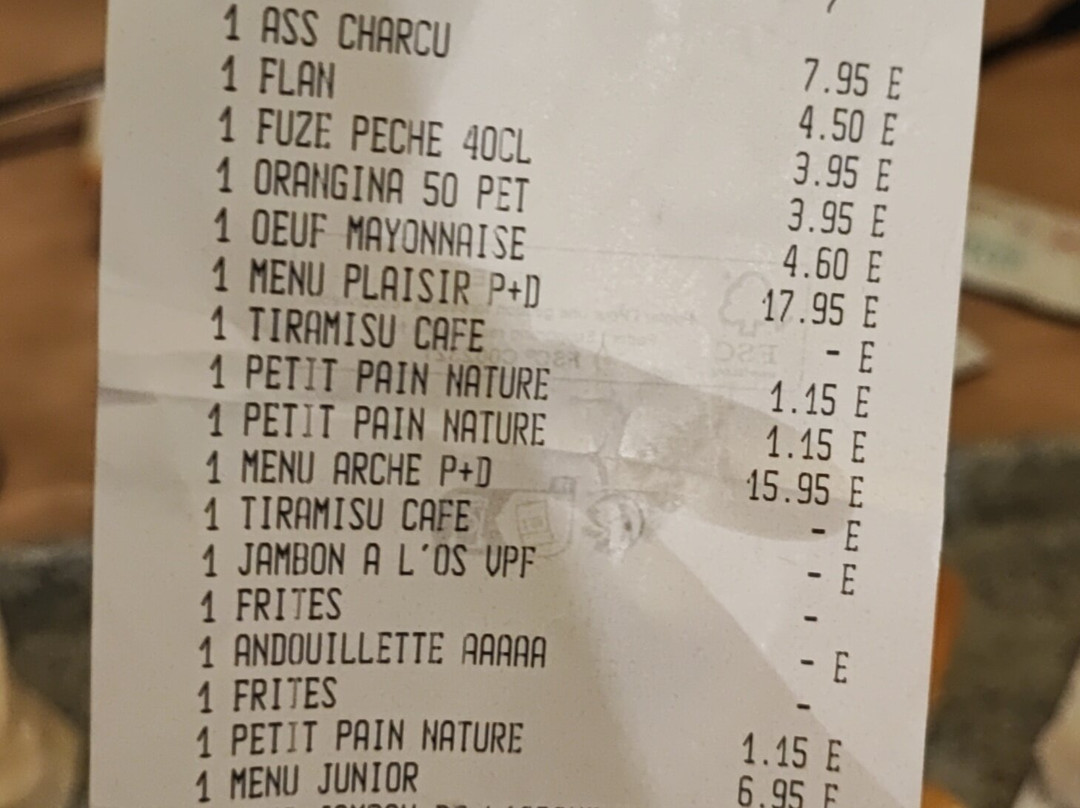 1 ASS CHARCU 7.95 E
1 FLAN 4.50 E
1 FUZE PECHE 40CL 3.95 E
1 ORANGINA 50 PET 3.95 E
1 OEUF MAYONNAISE 4.60 E
1 MENU PLAISIR P+D 17.95 E
1 TIRAMISU CAFE - E
1 PETIT PAIN NATURE 1.15 E
1 PETIT PAIN NATURE 1.15 E
1 MENU ARCHE P+D 15.95 E
1 TIRAMISU CAFE - E
1 JAMBON A L'OS VPF - E
1 FRITES -
1 ANDOUILLETTE AAAAA - E
1 FRITES -
1 PETIT PAIN NATURE 1.15 E
1 MENU JUNIOR 6.95 E